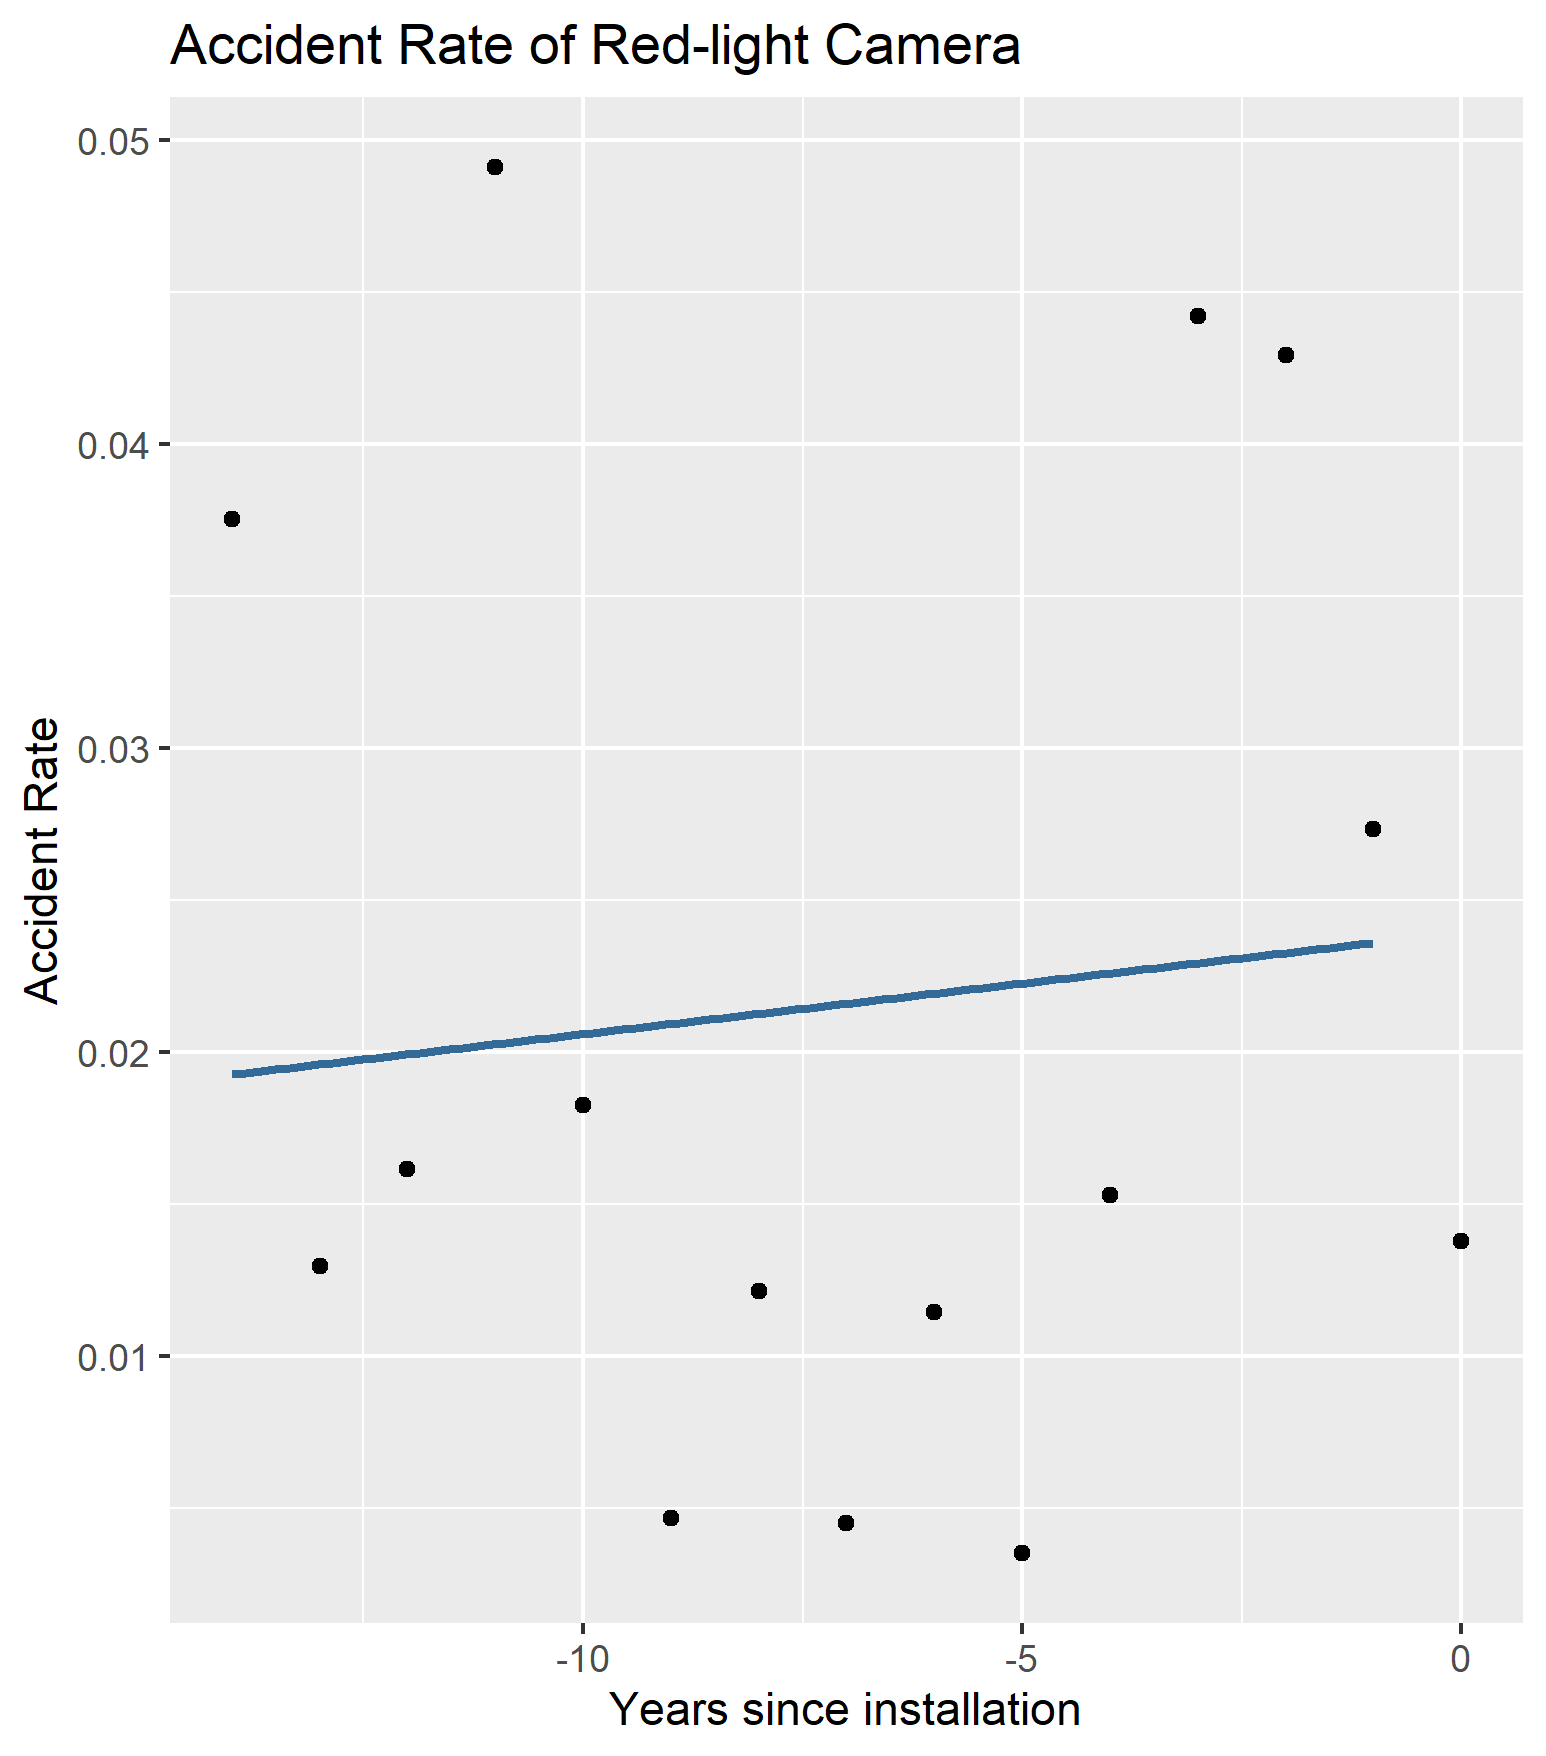 Accident Rate of Red-light Camera
0.05
0.04
0.03
0.02
0.01
Accident Rate
-10
-5
0
Years since installation